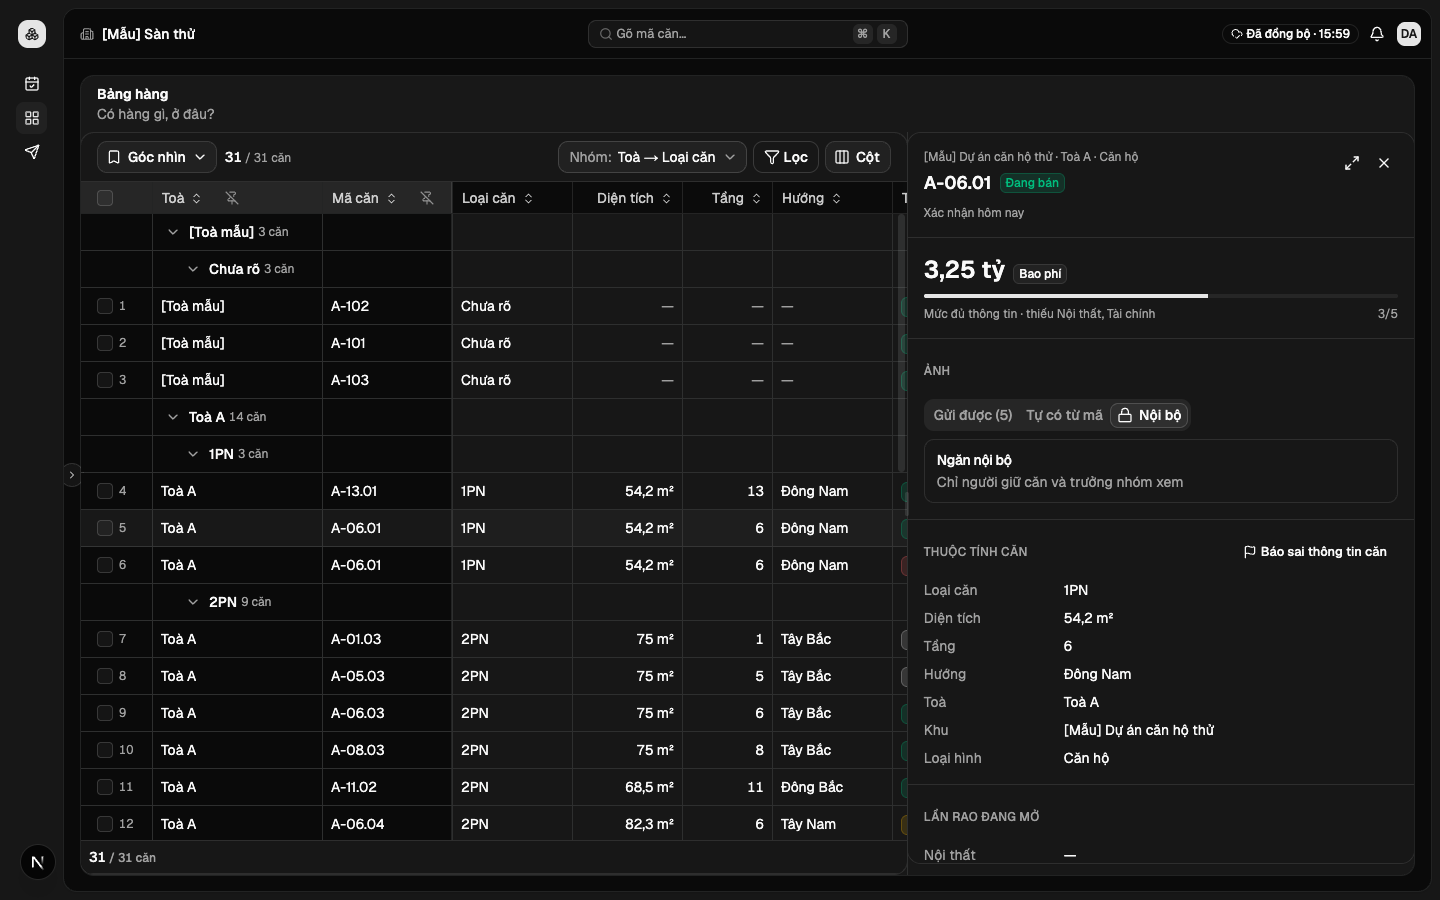 [Mẫu] Sàn thử
Gõ mã căn... ⌘ K
Đã đồng bộ · 15:59
DA
Bảng hàng
Có hàng gì, ở đâu?
Góc nhìn 31 / 31 căn
Nhóm: Toà → Loại căn
Lọc
Cột
Toà Mã căn Loại căn Diện tích Tầng Hướng T
[Toà mẫu] 3 căn
Chưa rõ 3 căn
1 [Toà mẫu] A-102 Chưa rõ — — —
2 [Toà mẫu] A-101 Chưa rõ — — —
3 [Toà mẫu] A-103 Chưa rõ — — —
Toà A 14 căn
1PN 3 căn
4 Toà A A-13.01 1PN 54,2 m² 13 Đông Nam
5 Toà A A-06.01 1PN 54,2 m² 6 Đông Nam
6 Toà A A-06.01 1PN 54,2 m² 6 Đông Nam
2PN 9 căn
7 Toà A A-01.03 2PN 75 m² 1 Tây Bắc
8 Toà A A-05.03 2PN 75 m² 5 Tây Bắc
9 Toà A A-06.03 2PN 75 m² 6 Tây Bắc
10 Toà A A-08.03 2PN 75 m² 8 Tây Bắc
11 Toà A A-11.02 2PN 68,5 m² 11 Đông Bắc
12 Toà A A-06.04 2PN 82,3 m² 6 Tây Nam
31 / 31 căn
N
[Mẫu] Dự án căn hộ thử · Toà A · Căn hộ
A-06.01 Đang bán
Xác nhận hôm nay
3,25 tỷ Bao phí
Mức đủ thông tin · thiếu Nội thất, Tài chính 3/5
ẢNH
Gửi được (5) Tự có từ mã Nội bộ
Ngăn nội bộ
Chỉ người giữ căn và trưởng nhóm xem
THUỘC TÍNH CĂN Báo sai thông tin căn
Loại căn 1PN
Diện tích 54,2 m²
Tầng 6
Hướng Đông Nam
Toà Toà A
Khu [Mẫu] Dự án căn hộ thử
Loại hình Căn hộ
LẦN RAO ĐANG MỞ
Nội thất —